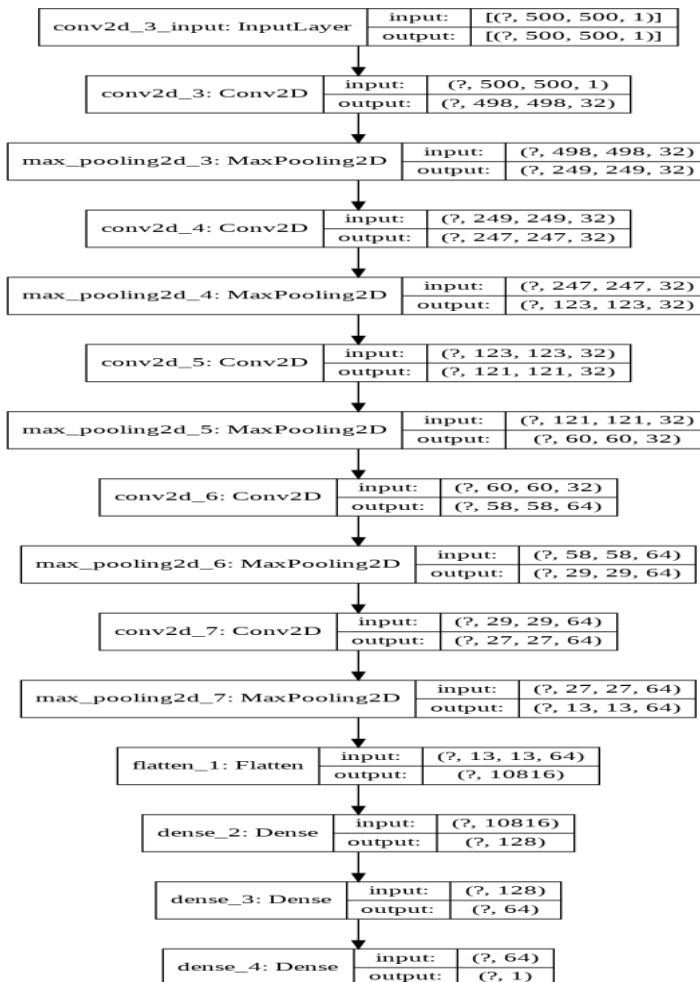 conv2d_3_input: InputLayer input: [(?, 500, 500, 1)]
output: [(?, 500, 500, 1)]
conv2d_3: Conv2D input: (?, 500, 500, 1)
output: (?, 498, 498, 32)
max_pooling2d_3: MaxPooling2D input: (?, 498, 498, 32)
output: (?, 249, 249, 32)
conv2d_4: Conv2D input: (?, 249, 249, 32)
output: (?, 247, 247, 32)
max_pooling2d_4: MaxPooling2D input: (?, 247, 247, 32)
output: (?, 123, 123, 32)
conv2d_5: Conv2D input: (?, 123, 123, 32)
output: (?, 121, 121, 32)
max_pooling2d_5: MaxPooling2D input: (?, 121, 121, 32)
output: (?, 60, 60, 32)
conv2d_6: Conv2D input: (?, 60, 60, 32)
output: (?, 58, 58, 64)
max_pooling2d_6: MaxPooling2D input: (?, 58, 58, 64)
output: (?, 29, 29, 64)
conv2d_7: Conv2D input: (?, 29, 29, 64)
output: (?, 27, 27, 64)
max_pooling2d_7: MaxPooling2D input: (?, 27, 27, 64)
output: (?, 13, 13, 64)
flatten_1: Flatten input: (?, 13, 13, 64)
output: (?, 10816)
dense_2: Dense input: (?, 10816)
output: (?, 128)
dense_3: Dense input: (?, 128)
output: (?, 64)
dense_4: Dense input: (?, 64)
output: (?, 1)